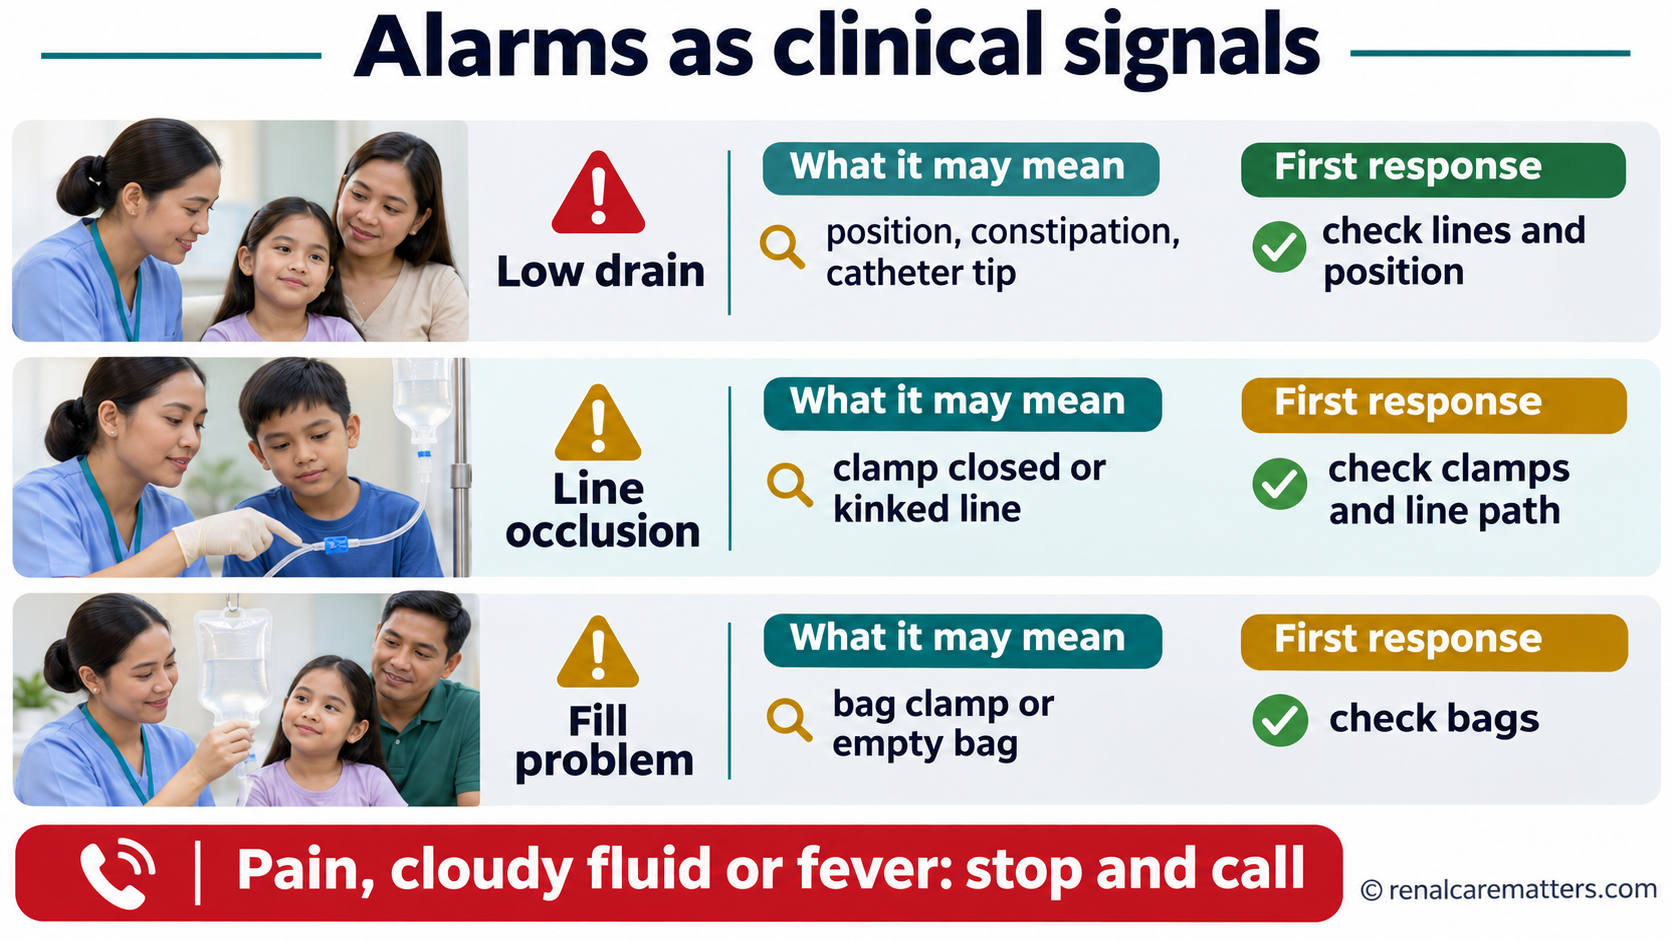 Alarms as clinical signals
Low drain
What it may mean
position, constipation,
catheter tip
First response
check lines and
position
Line
occlusion
What it may mean
clamp closed or
kinked line
First response
check clamps
and line path
Fill
problem
What it may mean
bag clamp or
empty bag
First response
check bags
Pain, cloudy fluid or fever: stop and call
© renalcarematters.com